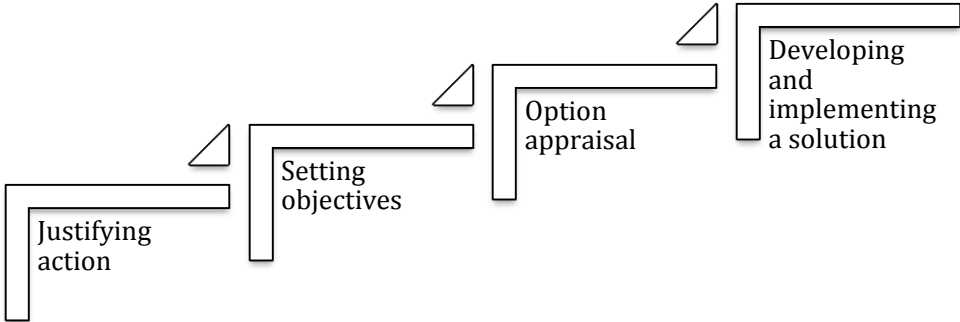 Justifying
action
Setting
objectives
Option
appraisal
Developing
and
implementing
a solution